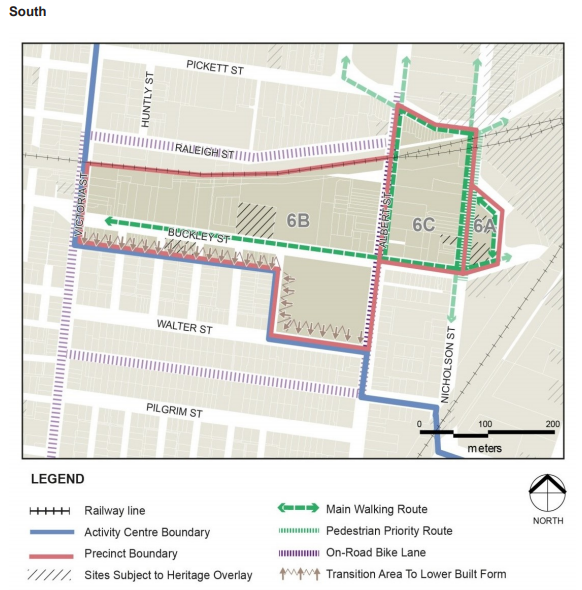 South
PICKETT ST
HUNTLY ST
RALEIGH ST
VICTORIA ST
ALBERT ST
6B
6C
6A
BUCKLEY ST
WALTER ST
NICHOLSON ST
PILGRIM ST
0 100 200
meters
LEGEND
Railway line
Activity Centre Boundary
Precinct Boundary
Sites Subject to Heritage Overlay
Main Walking Route
Pedestrian Priority Route
On-Road Bike Lane
Transition Area To Lower Built Form
NORTH